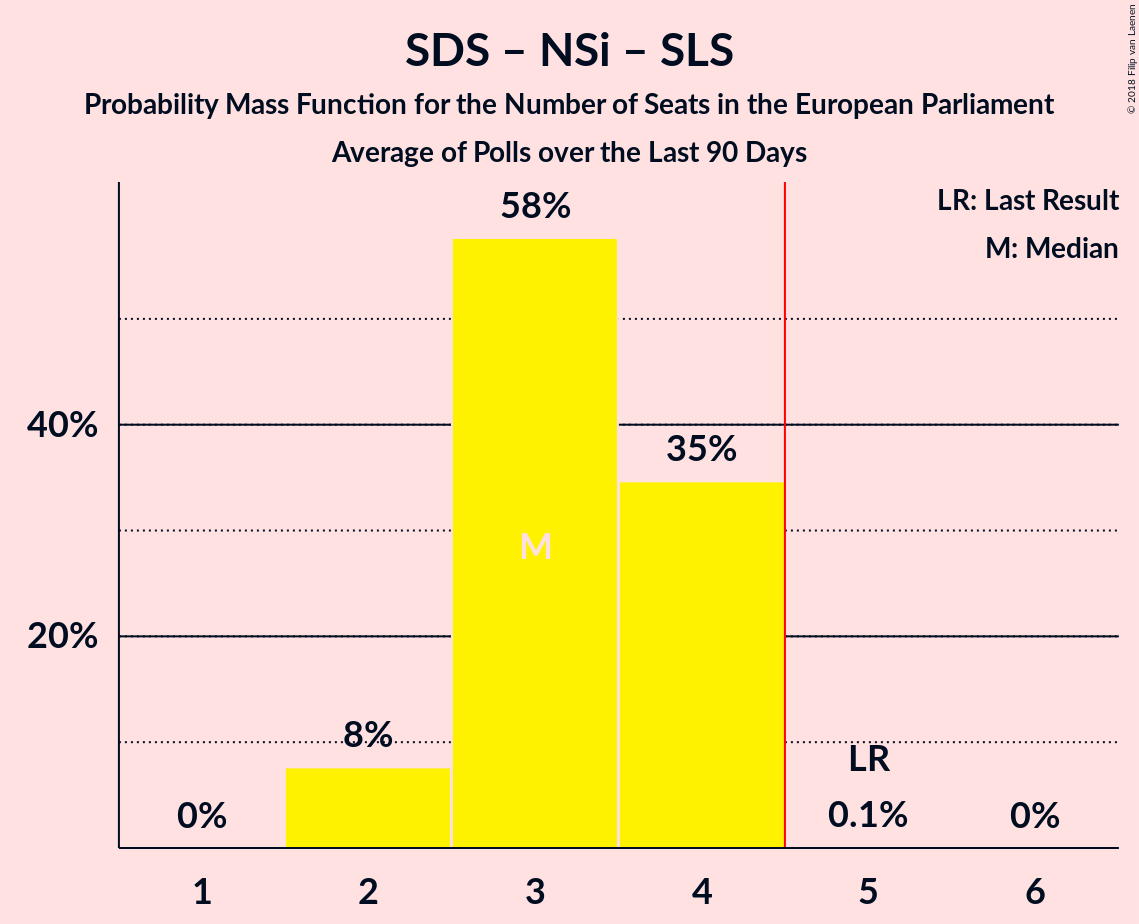 SDS – NSi – SLS
Probability Mass Function for the Number of Seats in the European Parliament
Average of Polls over the Last 90 Days
© 2018 Filip van Laenen
LR: Last Result
M: Median
58%
40%
35%
M
20%
8%
LR
0%
0.1%
0%
1 2 3 4 5 6